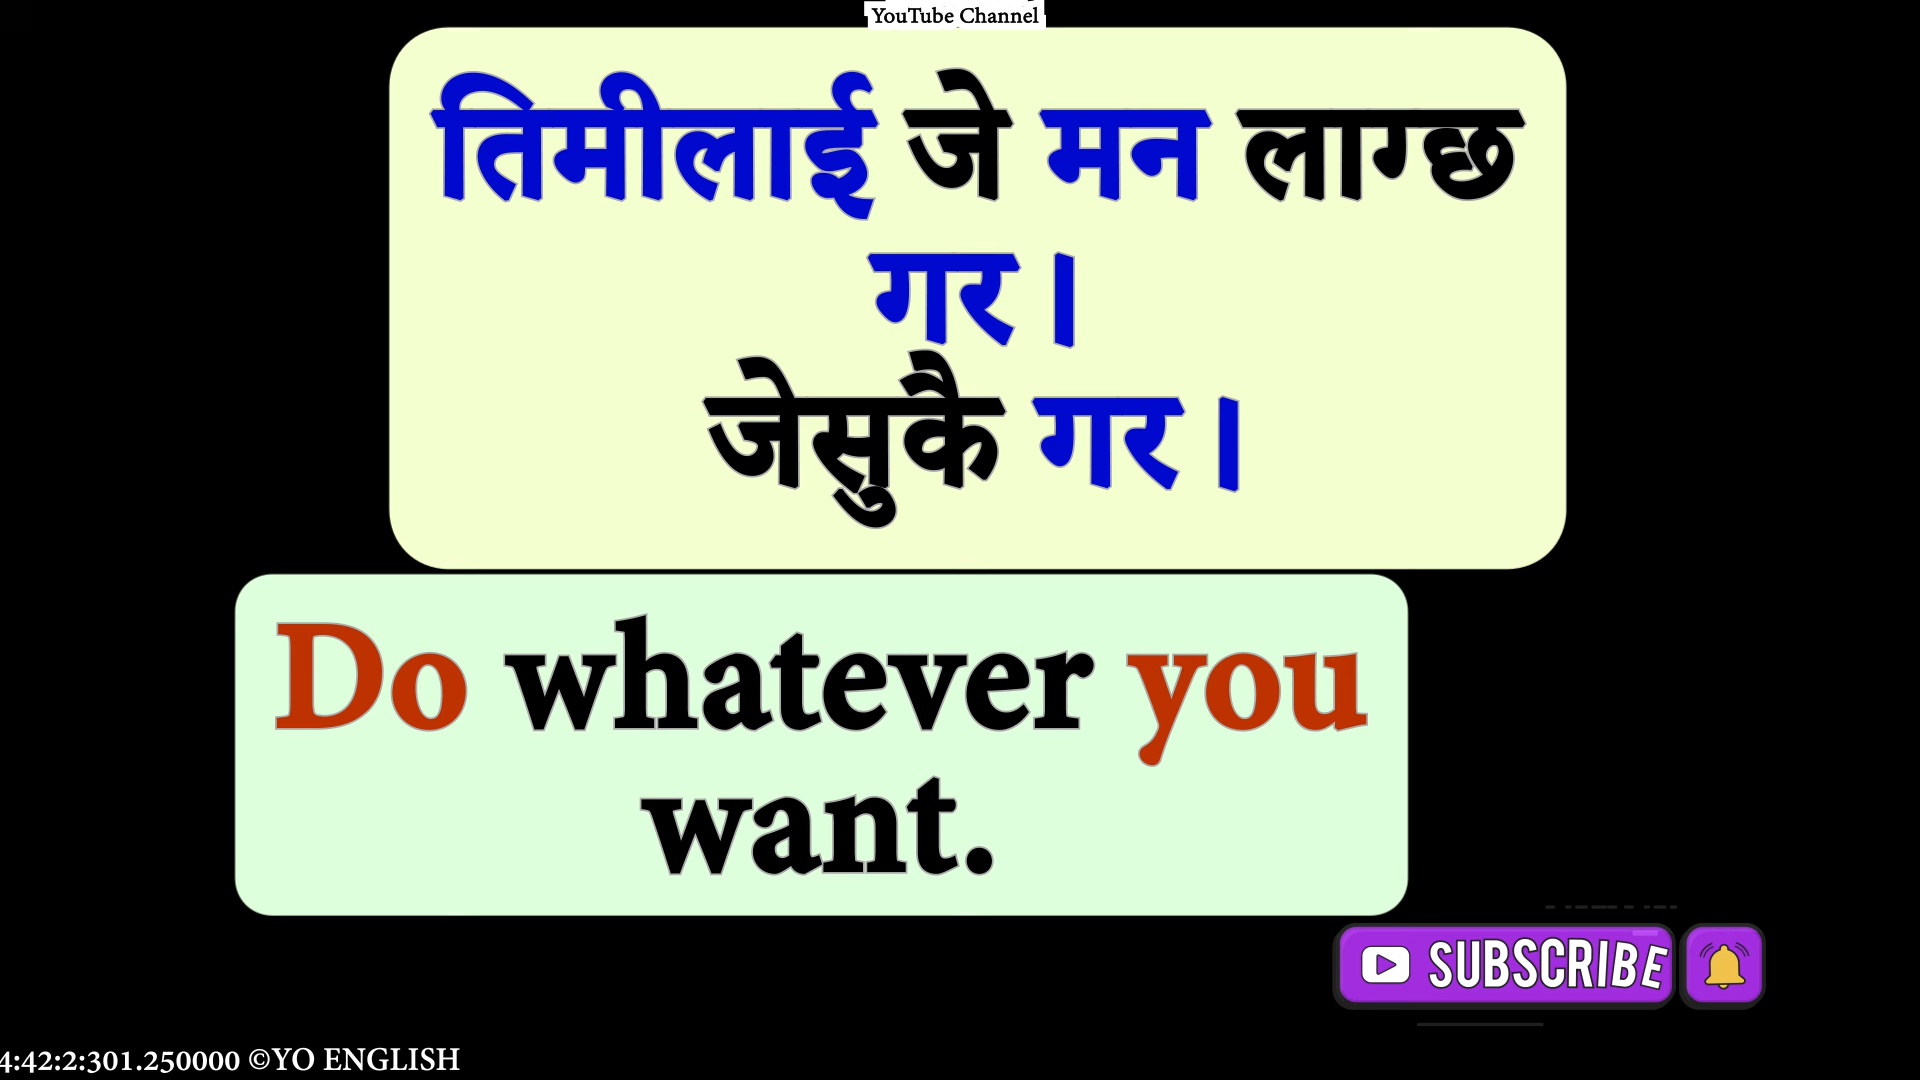 YouTube Channel
तिमीलाई जे मन लाग्छ
गर।
जेसुकै गर।
Do whatever you
want.
SUBSCRIBE
4:42:2:301.250000 ©YO ENGLISH